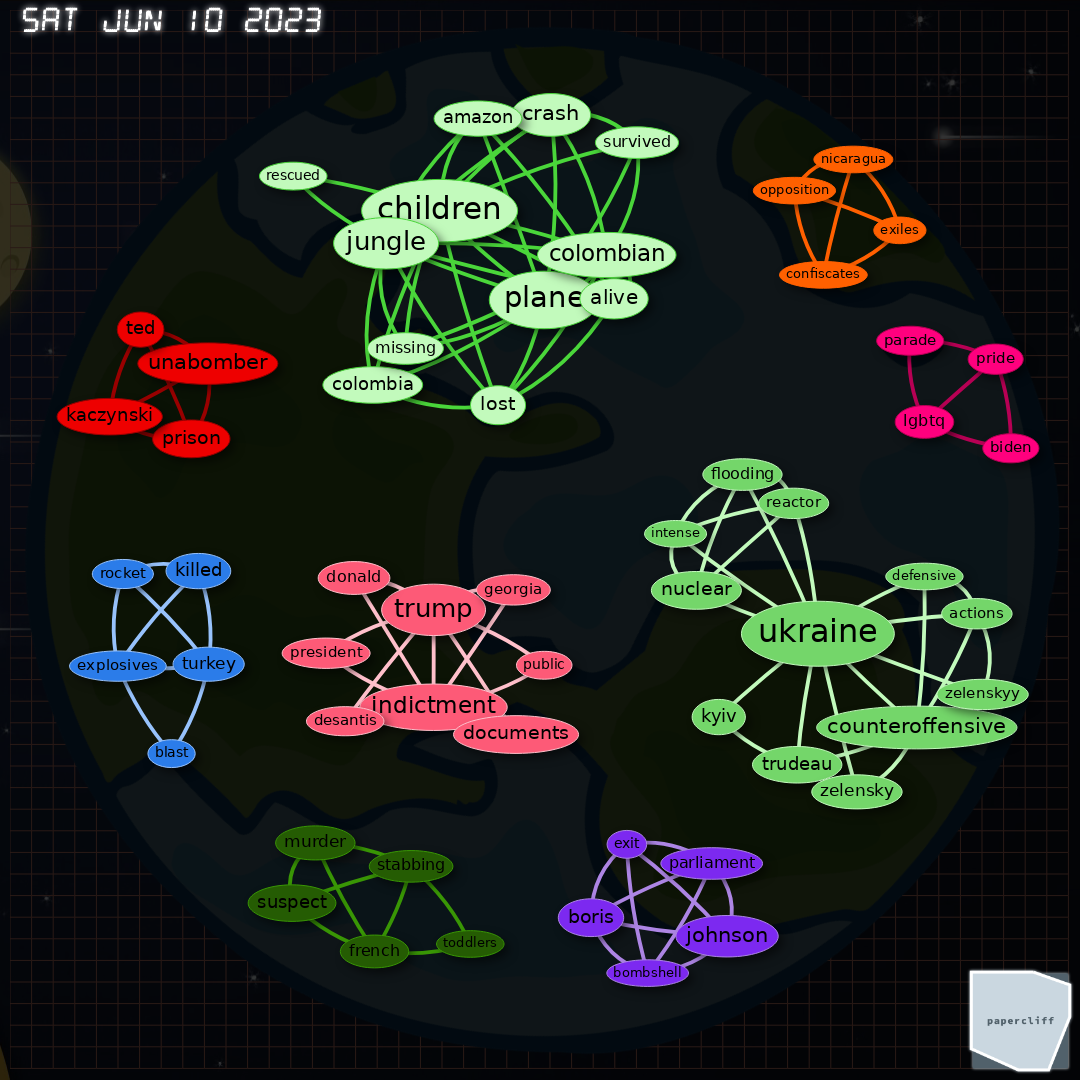 SAT JUN 10 2023
amazon
crash
survived
rescued
children
jungle
colombian
plane
alive
missing
colombia
lost
nicaragua
opposition
exiles
confiscates
ted
unabomber
kaczynski
prison
parade
pride
lgbtq
biden
flooding
reactor
intense
nuclear
ukraine
defensive
actions
zelenskyy
counteroffensive
kyiv
trudeau
zelensky
rocket
killed
explosives
turkey
blast
donald
georgia
trump
president
public
indictment
desantis
documents
murder
stabbing
suspect
french
toddlers
exit
parliament
boris
johnson
bombshell
papercliff